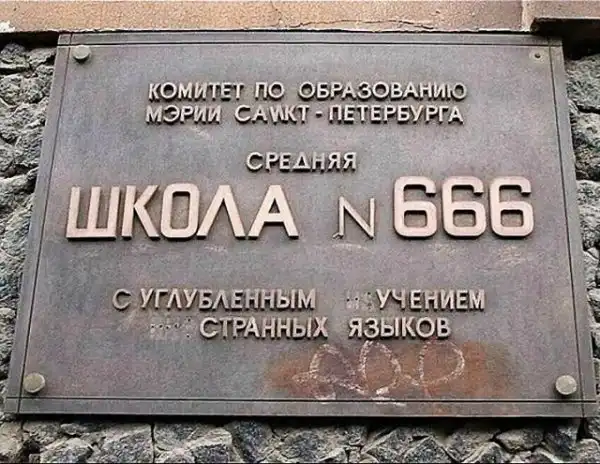 КОМИТЕТ ПО ОБРАЗОВАНИЮ
МЭРИИ САНКТ-ПЕТЕРБУРГА
СРЕДНЯЯ
ШКОЛА N 666
С УГЛУБЛЕННЫМ УЧЕНИЕМ
СТРАННЫХ ЯЗЫКОВ